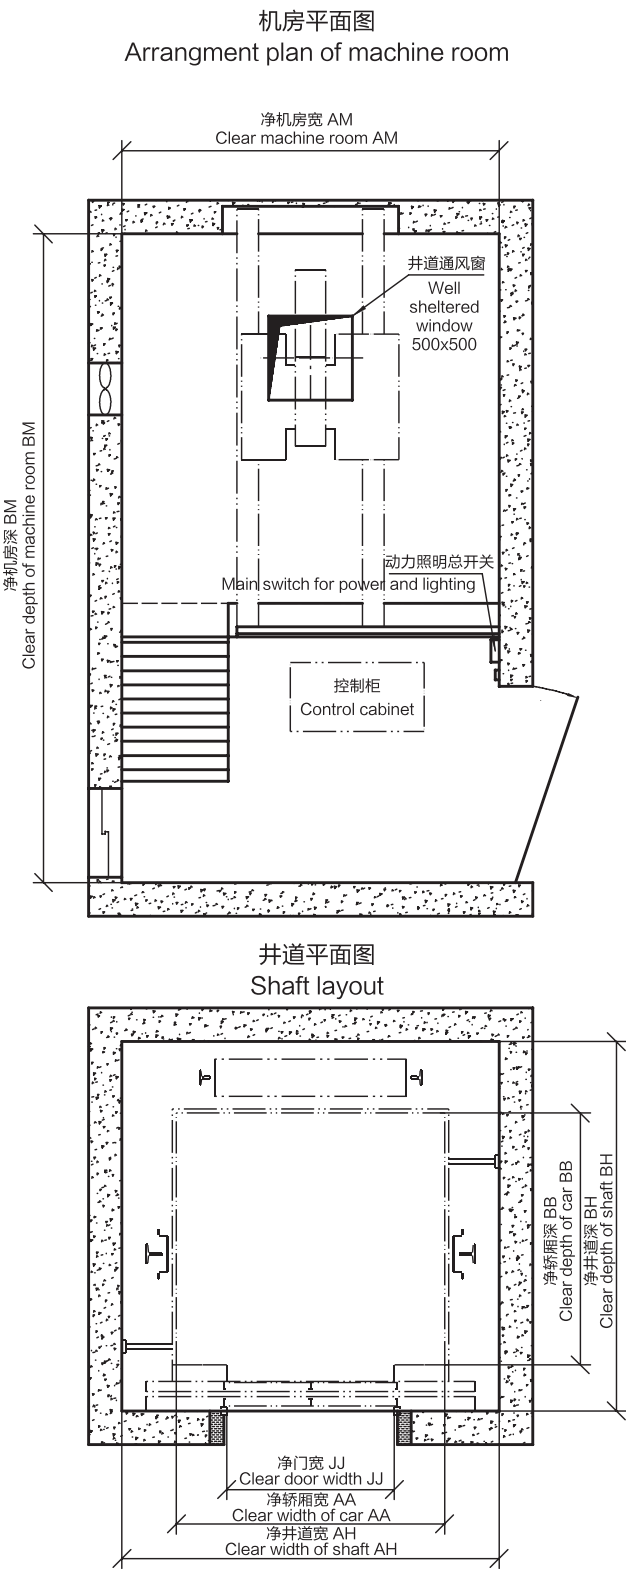 机房平面图
Arrangment plan of machine room
净机房宽 AM
Clear machine room AM
井道通风窗
Well
sheltered
window
500x500
净机房深 BM
Clear depth of machine room BM
动力照明总开关
Main switch for power and lighting
控制柜
Control cabinet
井道平面图
Shaft layout
净轿厢深 BB
Clear depth of car BB
净井道深 BH
Clear depth of shaft BH
净门宽 JJ
Clear door width JJ
净轿厢宽 AA
Clear width of car AA
净井道宽 AH
Clear width of shaft AH